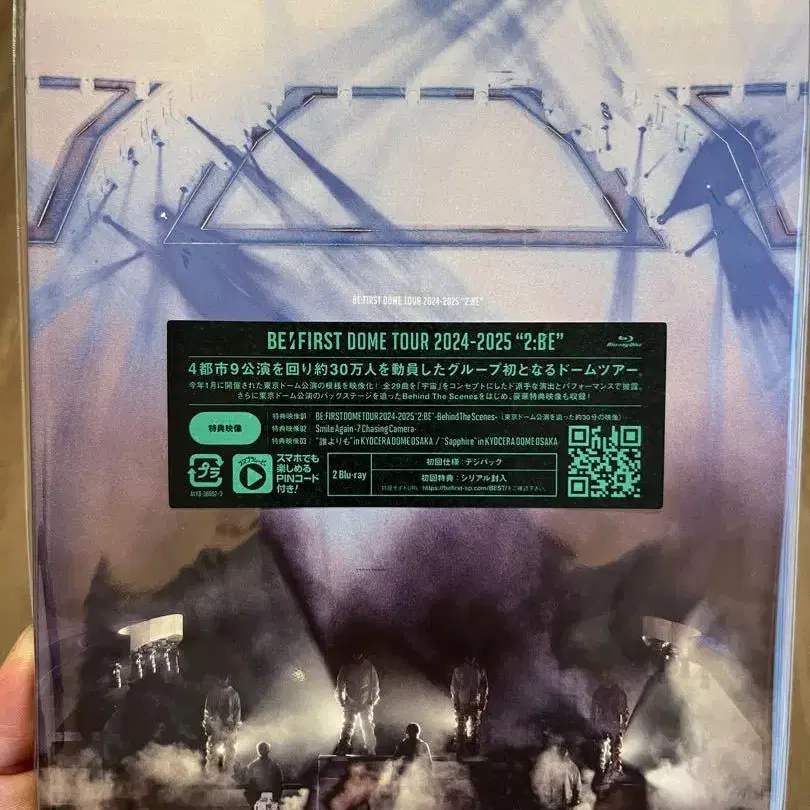 BE:FIRST DOME TOUR 2024-2025 "2:BE"
BE:FIRST DOME TOUR 2024-2025 “2:BE”
Blu-ray Disc
4都市9公演を回り約30万人を動員したグループ初となるドームツアー
今年1月に開催された東京ドーム公演の模様を映像化! 全29曲を「宇宙」をコンセプトにしたド派手な演出とパフォーマンスで披露。
さらに東京ドーム公演のバックステージを追ったBehind The Scenesをはじめ、豪華特典映像も収録!
特典映像
特典映像01 BE:FIRST DOME TOUR 2024-2025 "2:BE" -Behind The Scenes- (東京ドーム公演を追った約30分の映像)
特典映像02 Smile Again -7 Chasing Camera-
特典映像03 "誰よりも" in KYOCERA DOME OSAKA / "Sapphire" in KYOCERA DOME OSAKA
プラ
スマホでも
楽しめる
PINコード
付き!
2 Blu-ray
初回仕様:デジパック
初回特典:シリアル封入